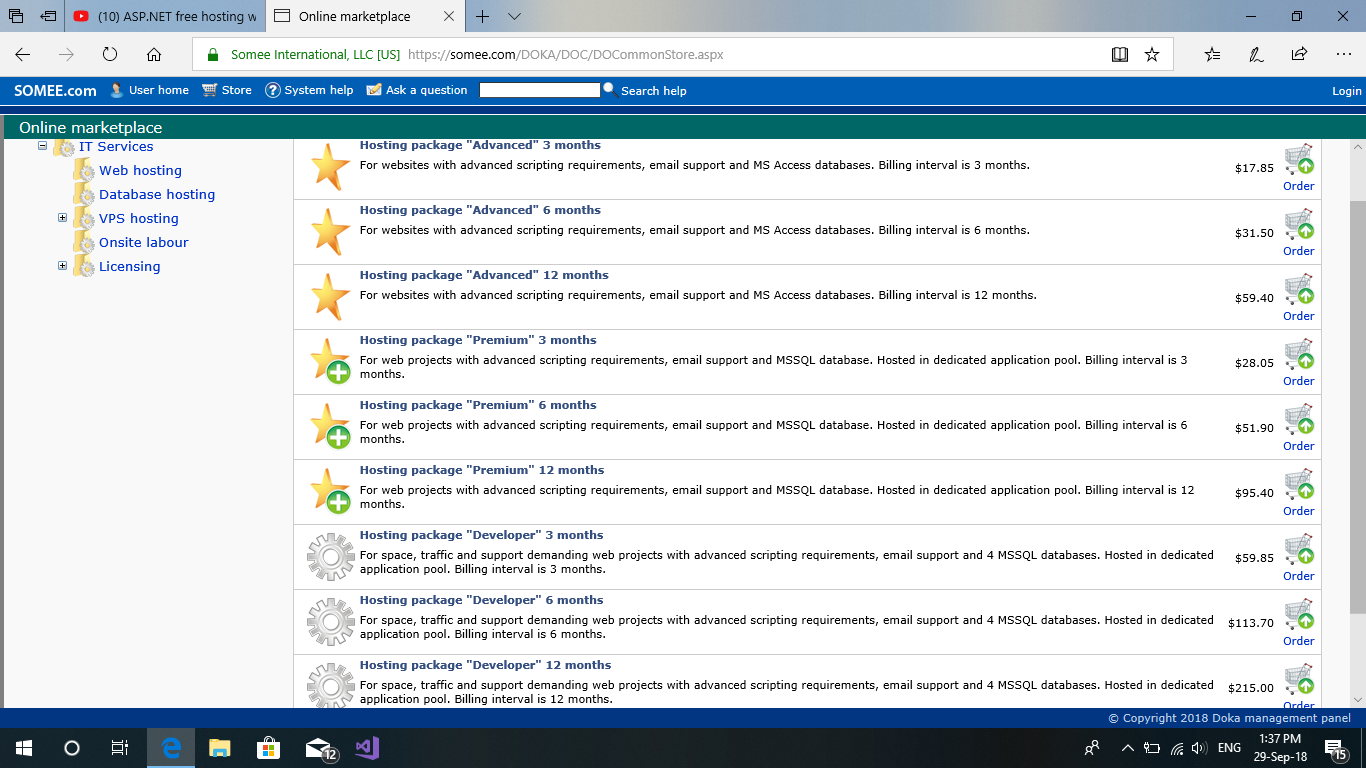 (10) ASP.NET free hosting w
Online marketplace
Somee International, LLC [US] https://somee.com/DOKA/DOC/DOCommonStore.aspx
SOMEE.com User home Store System help Ask a question Search help Login
Online marketplace
IT Services
Web hosting
Database hosting
VPS hosting
Onsite labour
Licensing
Hosting package "Advanced" 3 months
For websites with advanced scripting requirements, email support and MS Access databases. Billing interval is 3 months.
$17.85
Order
Hosting package "Advanced" 6 months
For websites with advanced scripting requirements, email support and MS Access databases. Billing interval is 6 months.
$31.50
Order
Hosting package "Advanced" 12 months
For websites with advanced scripting requirements, email support and MS Access databases. Billing interval is 12 months.
$59.40
Order
Hosting package "Premium" 3 months
For web projects with advanced scripting requirements, email support and MSSQL database. Hosted in dedicated application pool. Billing interval is 3
months.
$28.05
Order
Hosting package "Premium" 6 months
For web projects with advanced scripting requirements, email support and MSSQL database. Hosted in dedicated application pool. Billing interval is 6
months.
$51.90
Order
Hosting package "Premium" 12 months
For web projects with advanced scripting requirements, email support and MSSQL database. Hosted in dedicated application pool. Billing interval is 12
months.
$95.40
Order
Hosting package "Developer" 3 months
For space, traffic and support demanding web projects with advanced scripting requirements, email support and 4 MSSQL databases. Hosted in dedicated
application pool. Billing interval is 3 months.
$59.85
Order
Hosting package "Developer" 6 months
For space, traffic and support demanding web projects with advanced scripting requirements, email support and 4 MSSQL databases. Hosted in dedicated
application pool. Billing interval is 6 months.
$113.70
Order
Hosting package "Developer" 12 months
For space, traffic and support demanding web projects with advanced scripting requirements, email support and 4 MSSQL databases. Hosted in dedicated
application pool. Billing interval is 12 months.
$215.00
Order
© Copyright 2018 Doka management panel
12
ENG
1:37 PM
29-Sep-18
15